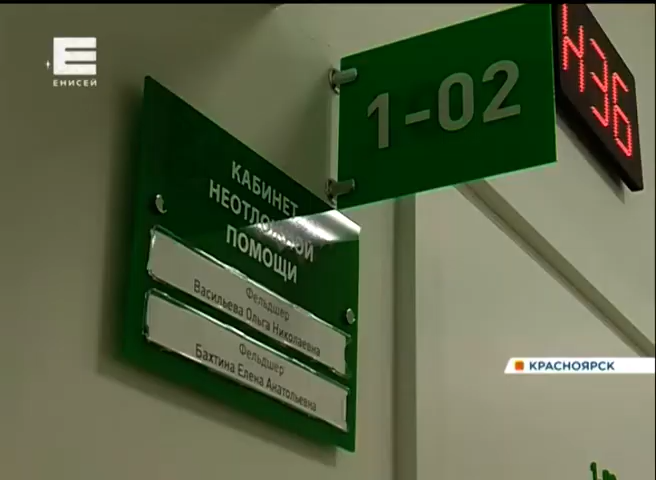 ЕНИСЕЙ
1-02
КАБИНЕТ
НЕОТЛОЖНОЙ
ПОМОЩИ
Фельдшер
Васильева Ольга Николаевна
Фельдшер
Бахтина Елена Анатольевна
КРАСНОЯРСК